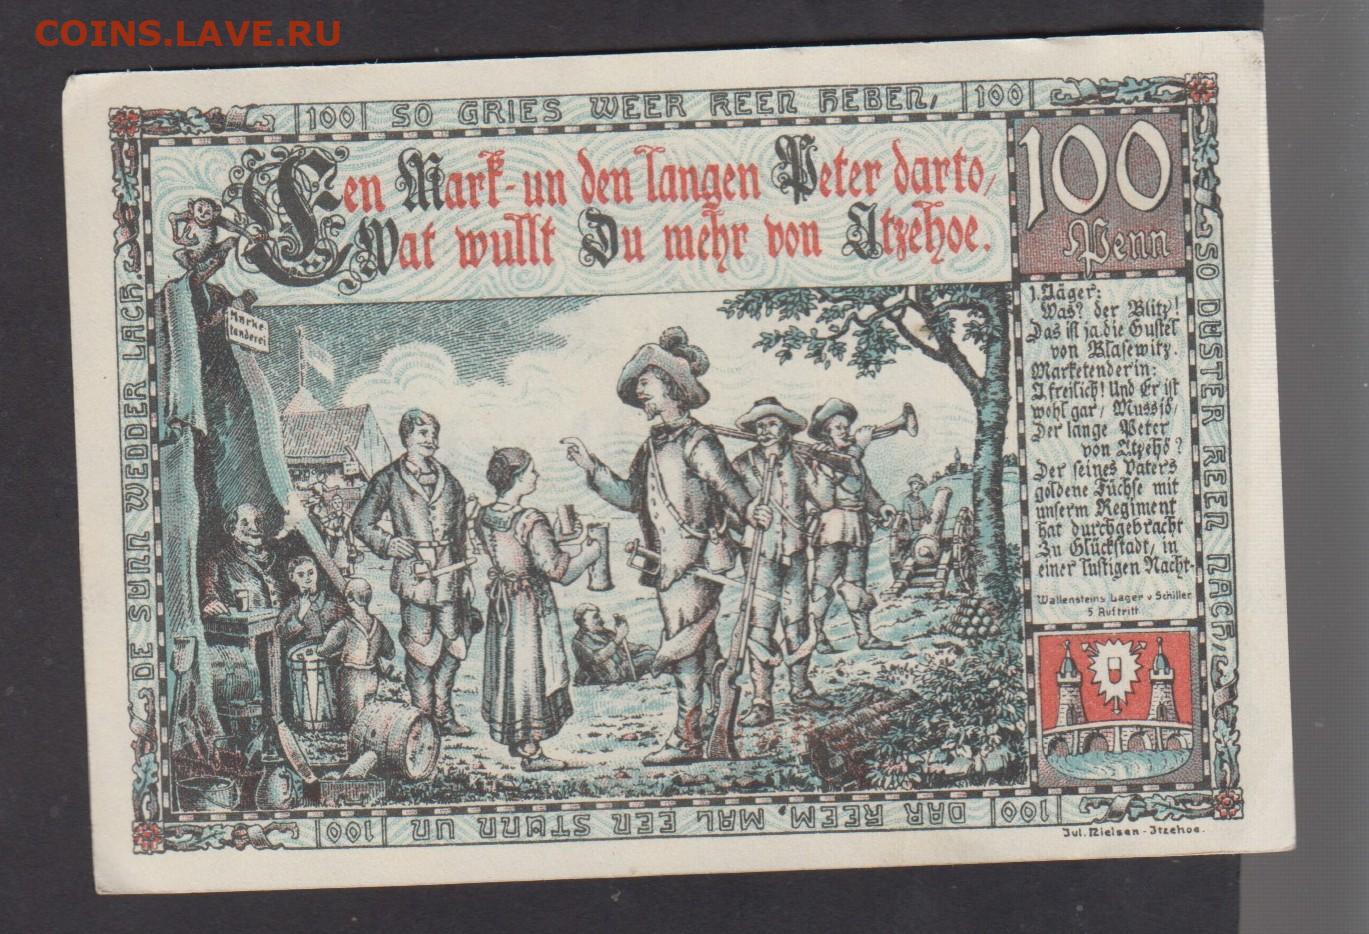 COINS.LAVE.RU
100 SO GRIES WEER KEEN HEBEN, 100
Een Mark - un den langen Peter darto,
Wat wullt Du mehr von Itzehoe.
100
Penn
SO DUSTER KEEN NACH,
Marke-
tenderei
1. Jäger:
Was? der Blitz!
Das ist ja die Gustel
von Blasewitz.
Marketenderin:
I freilich! Und Er ist
wohl gar, Mussjö,
Der lange Peter
von Itzehö?
Der seines Vaters
goldene Füchse mit
unserm Regiment
hat durchgebracht
Zu Glückstadt, in
einer lustigen Nacht-
Wallensteins Lager v Schiller
5 Auftritt
100 DAR KEEM, MAL EEN STUNN UN 100
DE SUNN WEDDER LACH.
Jul. Nielsen - Itzehoe.